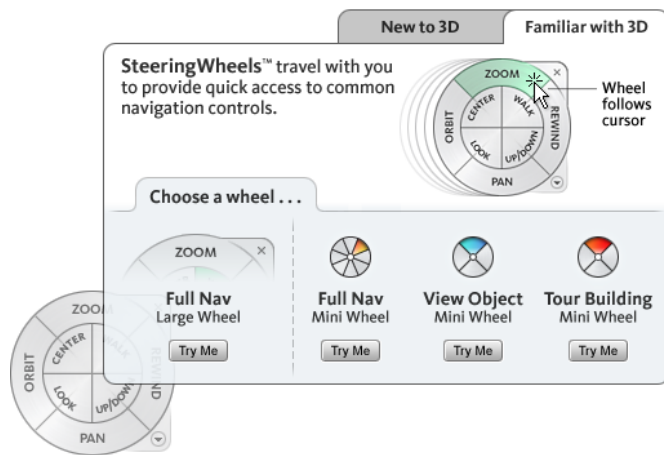 New to 3D
Familiar with 3D
SteeringWheels™ travel with you
to provide quick access to common
navigation controls.
ZOOM
CENTER
WALK
ORBIT
REWIND
LOOK
UP/DOWN
PAN
Wheel
follows
cursor
Choose a wheel . . .
ZOOM
Full Nav
Large Wheel
Try Me
Full Nav
Mini Wheel
Try Me
View Object
Mini Wheel
Try Me
Tour Building
Mini Wheel
Try Me
ZOOM
CENTER
WALK
ORBIT
REWIND
LOOK
UP/DOWN
PAN